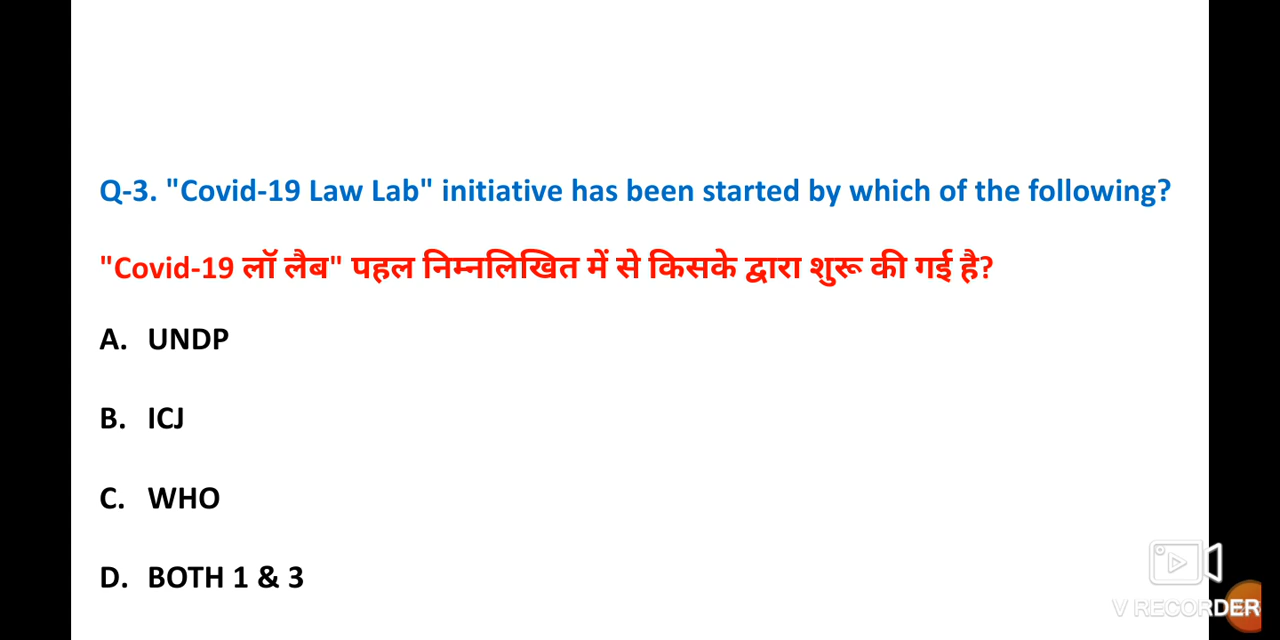 Q-3. "Covid-19 Law Lab" initiative has been started by which of the following?
"Covid-19 लॉ लैब" पहल निम्नलिखित में से किसके द्वारा शुरू की गई है?
A. UNDP
B. ICJ
C. WHO
D. BOTH 1 & 3
V RECORDER